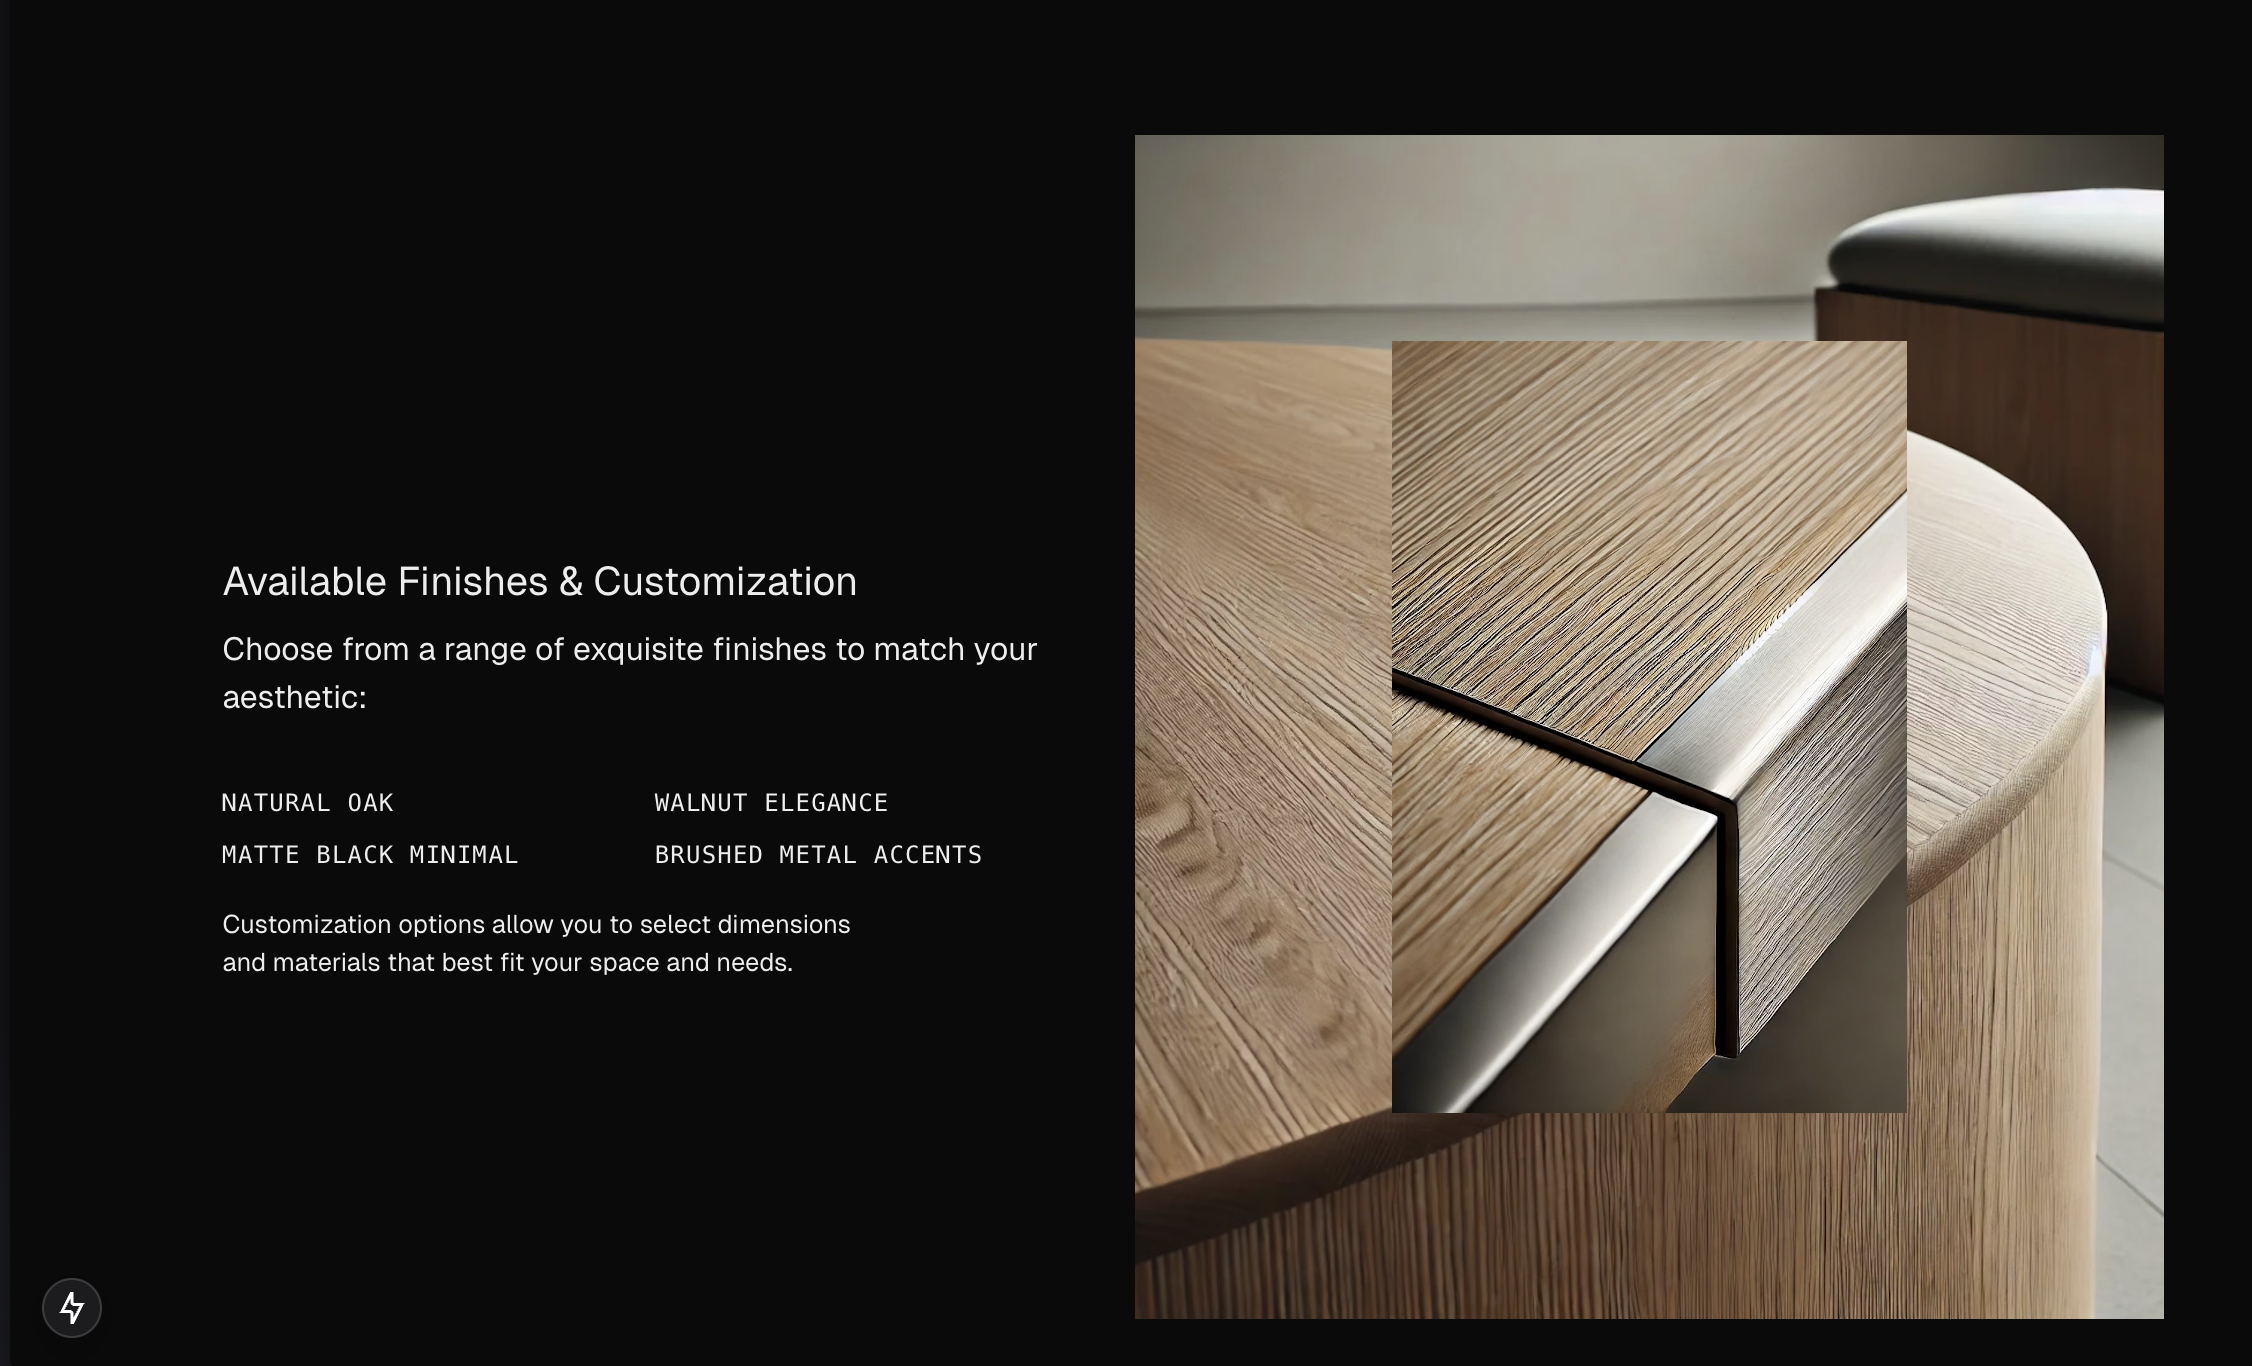 Available Finishes & Customization
Choose from a range of exquisite finishes to match your
aesthetic:
NATURAL OAK
WALNUT ELEGANCE
MATTE BLACK MINIMAL
BRUSHED METAL ACCENTS
Customization options allow you to select dimensions
and materials that best fit your space and needs.